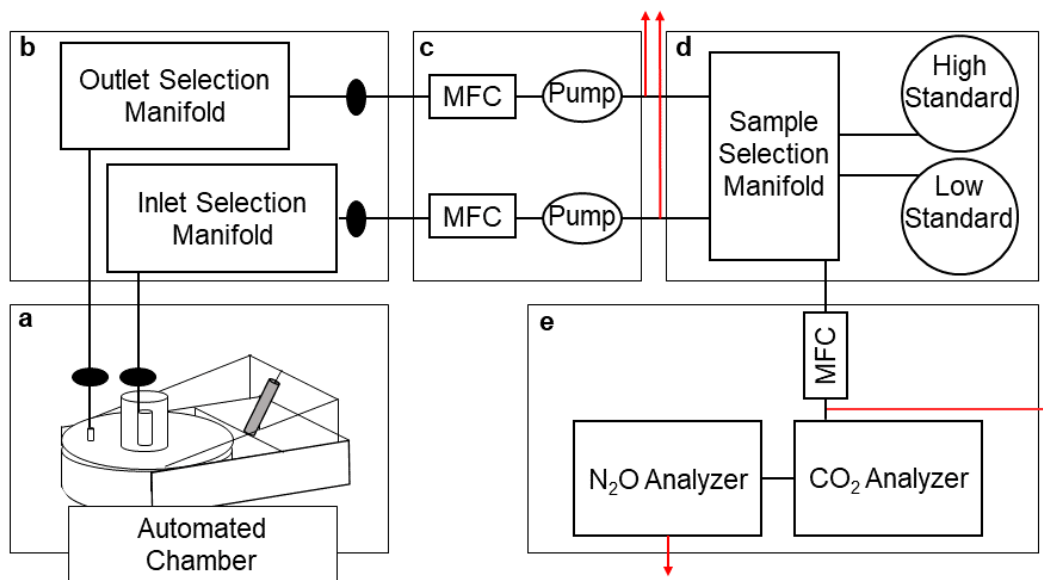 b
Outlet Selection
Manifold
Inlet Selection
Manifold
c
MFC
Pump
MFC
Pump
d
Sample
Selection
Manifold
High
Standard
Low
Standard
a
Automated
Chamber
e
MFC
N₂O Analyzer
CO₂ Analyzer